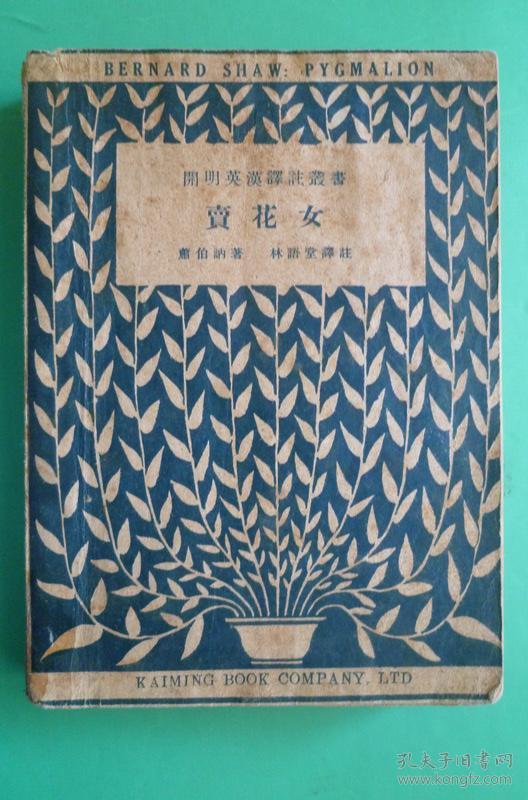 BERNARD SHAW: PYGMALION
開明英漢譯註叢書
賣花女
蕭伯訥著 林語堂譯註
KAIMING BOOK COMPANY, LTD
孔夫子旧书网
www.kongfz.com